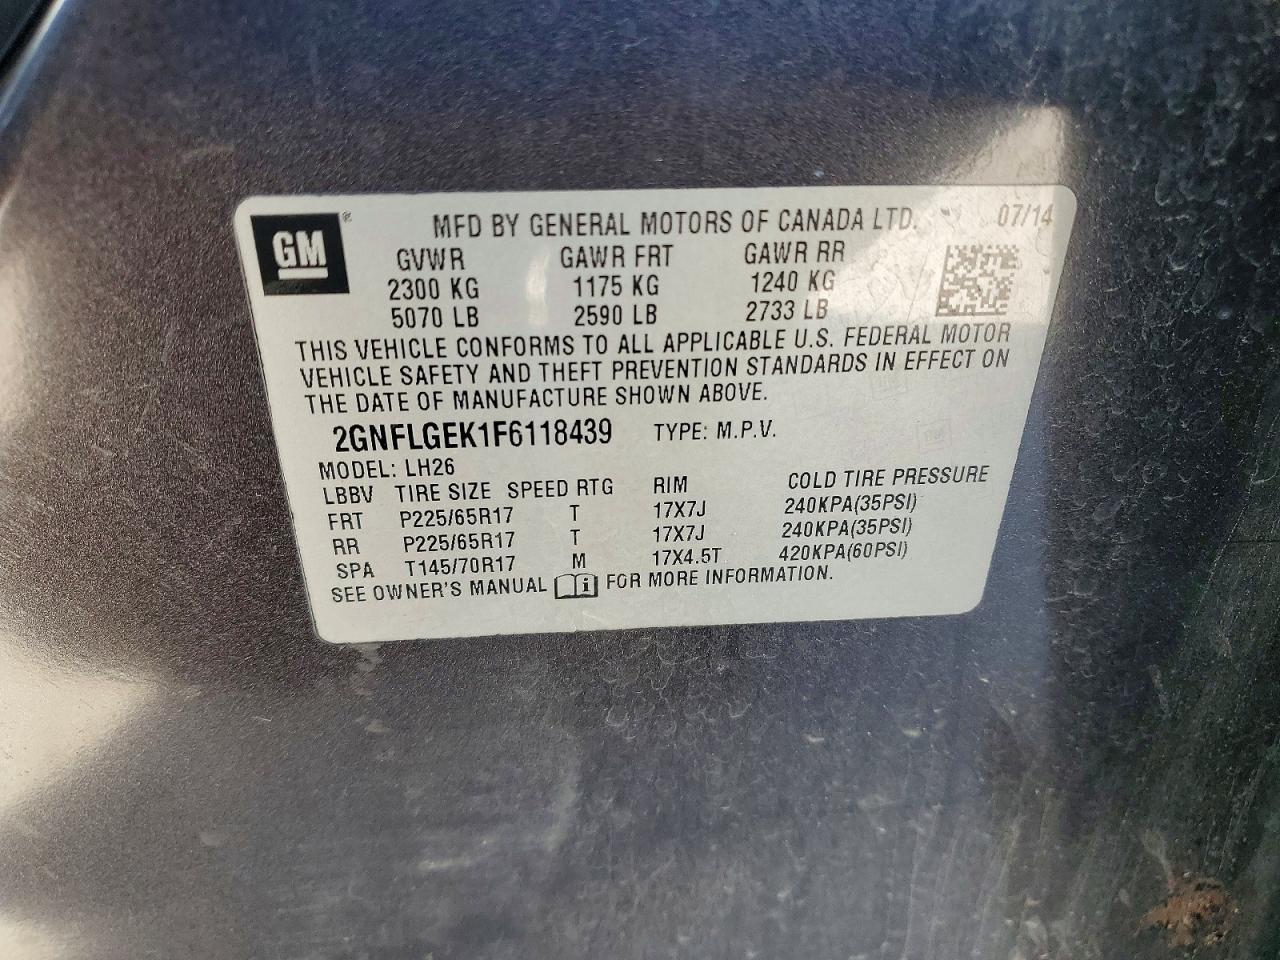 GM ® MFD BY GENERAL MOTORS OF CANADA LTD. 07/14
GVWR GAWR FRT GAWR RR
2300 KG 1175 KG 1240 KG
5070 LB 2590 LB 2733 LB
THIS VEHICLE CONFORMS TO ALL APPLICABLE U.S. FEDERAL MOTOR
VEHICLE SAFETY AND THEFT PREVENTION STANDARDS IN EFFECT ON
THE DATE OF MANUFACTURE SHOWN ABOVE.
2GNFLGEK1F6118439 TYPE: M.P.V.
MODEL: LH26
LBBV TIRE SIZE SPEED RTG RIM COLD TIRE PRESSURE
FRT P225/65R17 T 17X7J 240KPA(35PSI)
RR P225/65R17 T 17X7J 240KPA(35PSI)
SPA T145/70R17 M 17X4.5T 420KPA(60PSI)
SEE OWNER'S MANUAL i FOR MORE INFORMATION.